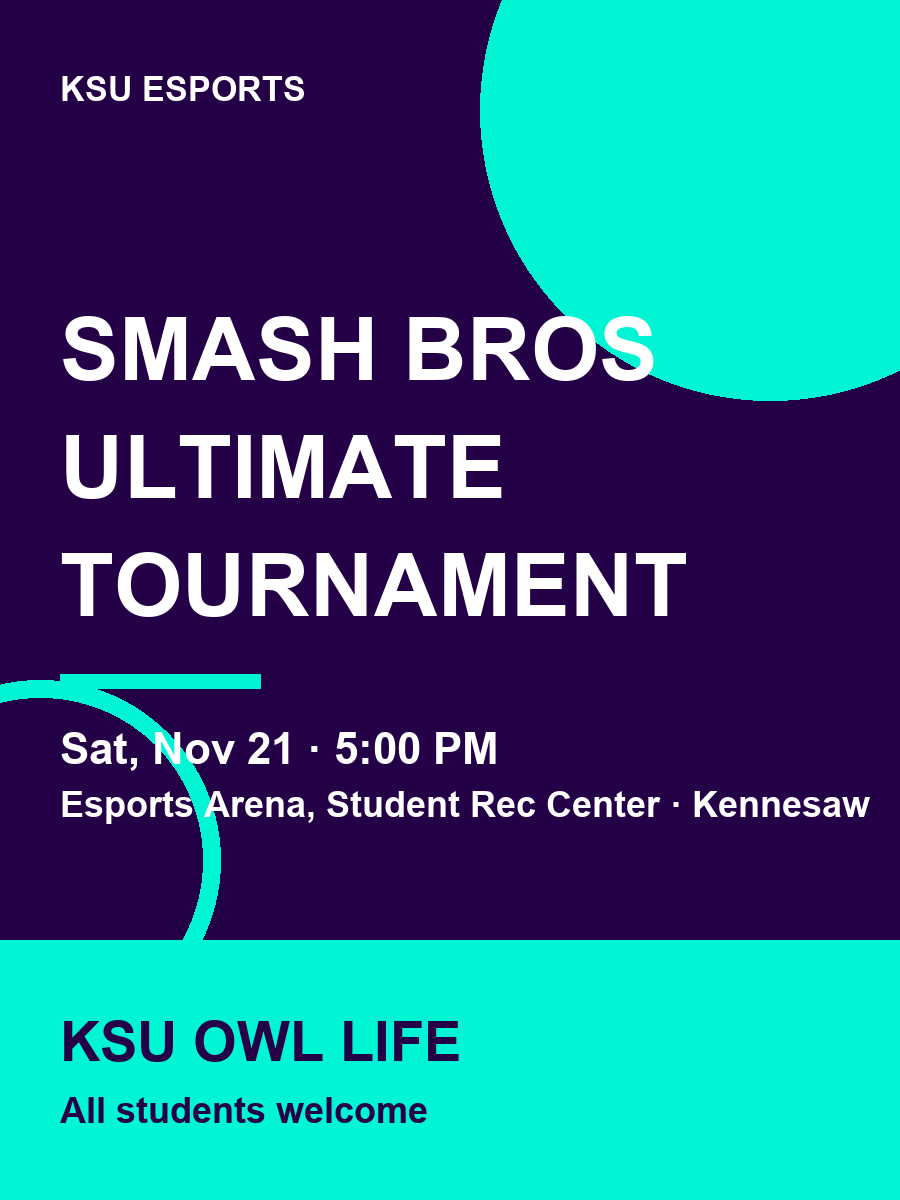 KSU ESPORTS
SMASH BROS
ULTIMATE
TOURNAMENT
Sat, Nov 21 · 5:00 PM
Esports Arena, Student Rec Center · Kennesaw
KSU OWL LIFE
All students welcome